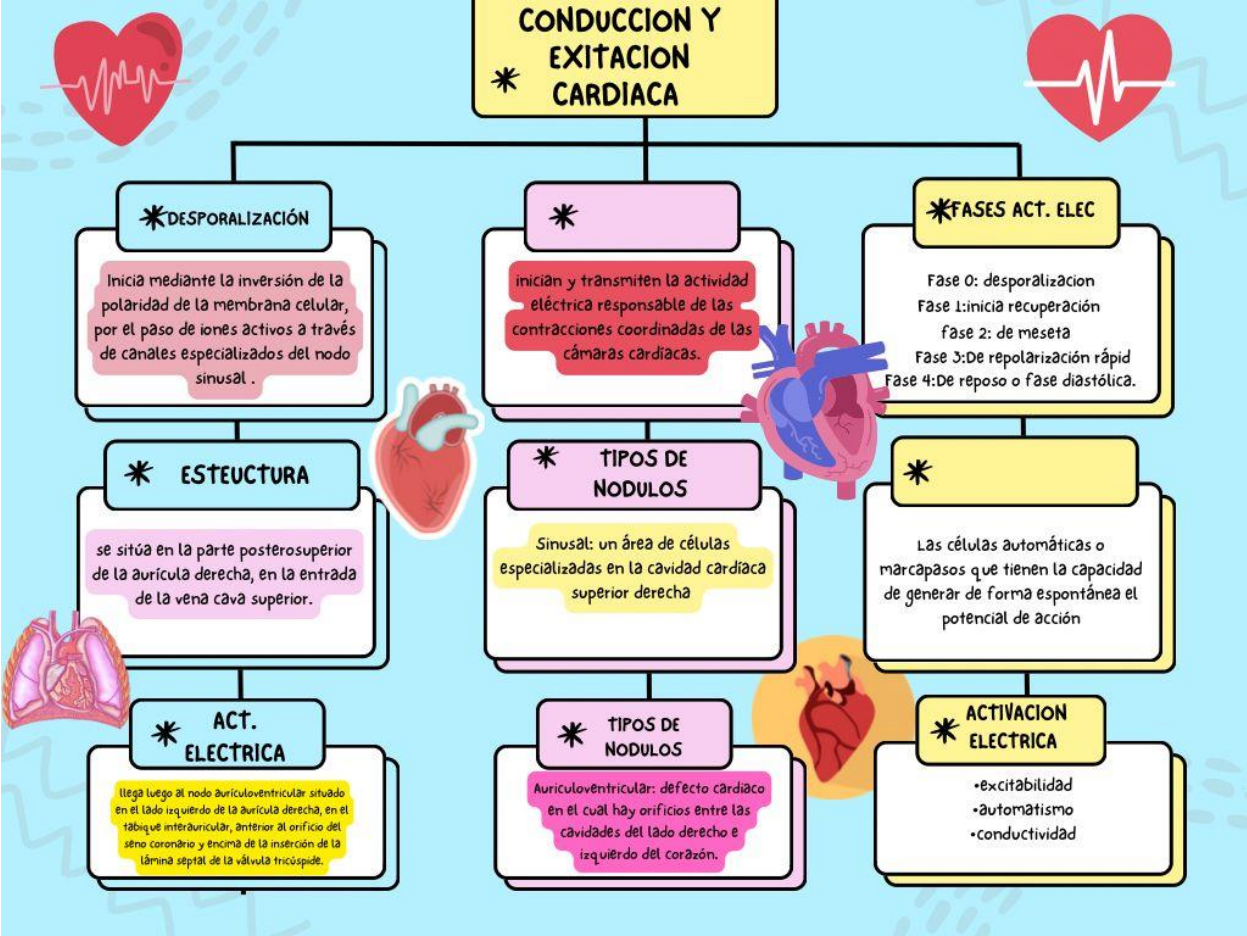 CONDUCCION Y
EXITACION
CARDIACA
DESPORALIZACIÓN
Inicia mediante la inversión de la
polaridad de la membrana celular,
por el paso de iones activos a través
de canales especializados del nodo
sinusal .
ESTEUCTURA
se sitúa en la parte posterosuperior
de la aurícula derecha, en la entrada
de la vena cava superior.
ACT.
ELECTRICA
llega luego al nodo auriculoventricular situado
en el lado izquierdo de la aurícula derecha, en el
tabique interauricular, anterior al orificio del
seno coronario y encima de la inserción de la
lámina septal de la válvula tricúspide.
inician y transmiten la actividad
eléctrica responsable de las
contracciones coordinadas de las
cámaras cardíacas.
TIPOS DE
NODULOS
Sinusal: un área de células
especializadas en la cavidad cardíaca
superior derecha
TIPOS DE
NODULOS
Auriculoventricular: defecto cardíaco
en el cual hay orificios entre las
cavidades del lado derecho e
izquierdo del corazón.
FASES ACT. ELEC
Fase 0: desporalizacion
Fase 1:inicia recuperación
fase 2: de meseta
Fase 3:De repolarización rápid
Fase 4:De reposo o fase diastólica.
Las células automáticas o
marcapasos que tienen la capacidad
de generar de forma espontánea el
potencial de acción
ACTIVACION
ELECTRICA
•excitabilidad
•automatismo
•conductividad